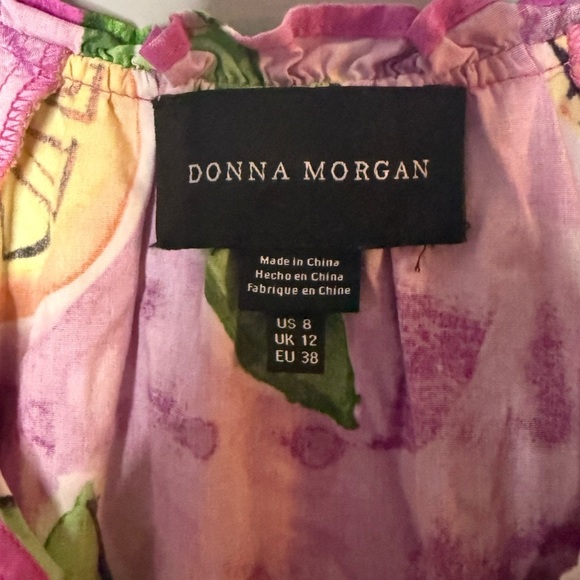 DONNA MORGAN
Made in China
Hecho en China
Fabrique en Chine
US 8
UK 12
EU 38